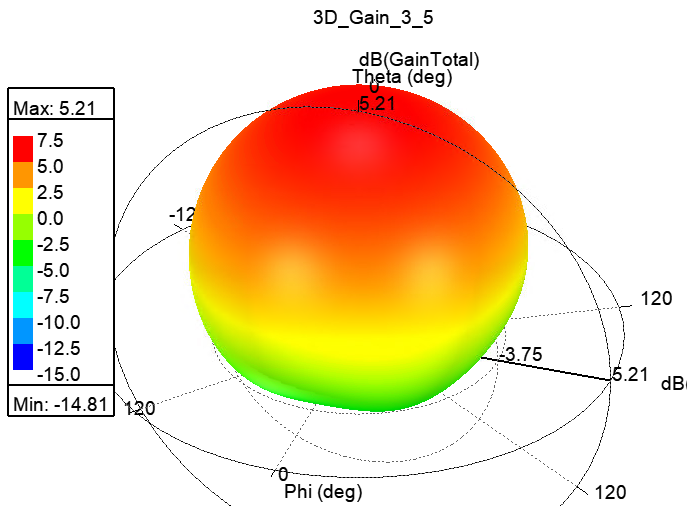 3D_Gain_3_5
dB(GainTotal)
Theta (deg)
0
5.21
Max: 5.21
7.5
5.0
2.5
0.0
-2.5
-5.0
-7.5
-10.0
-12.5
-15.0
Min: -14.81
-12
120
-3.75
5.21
dB(
120
0
Phi (deg)
120